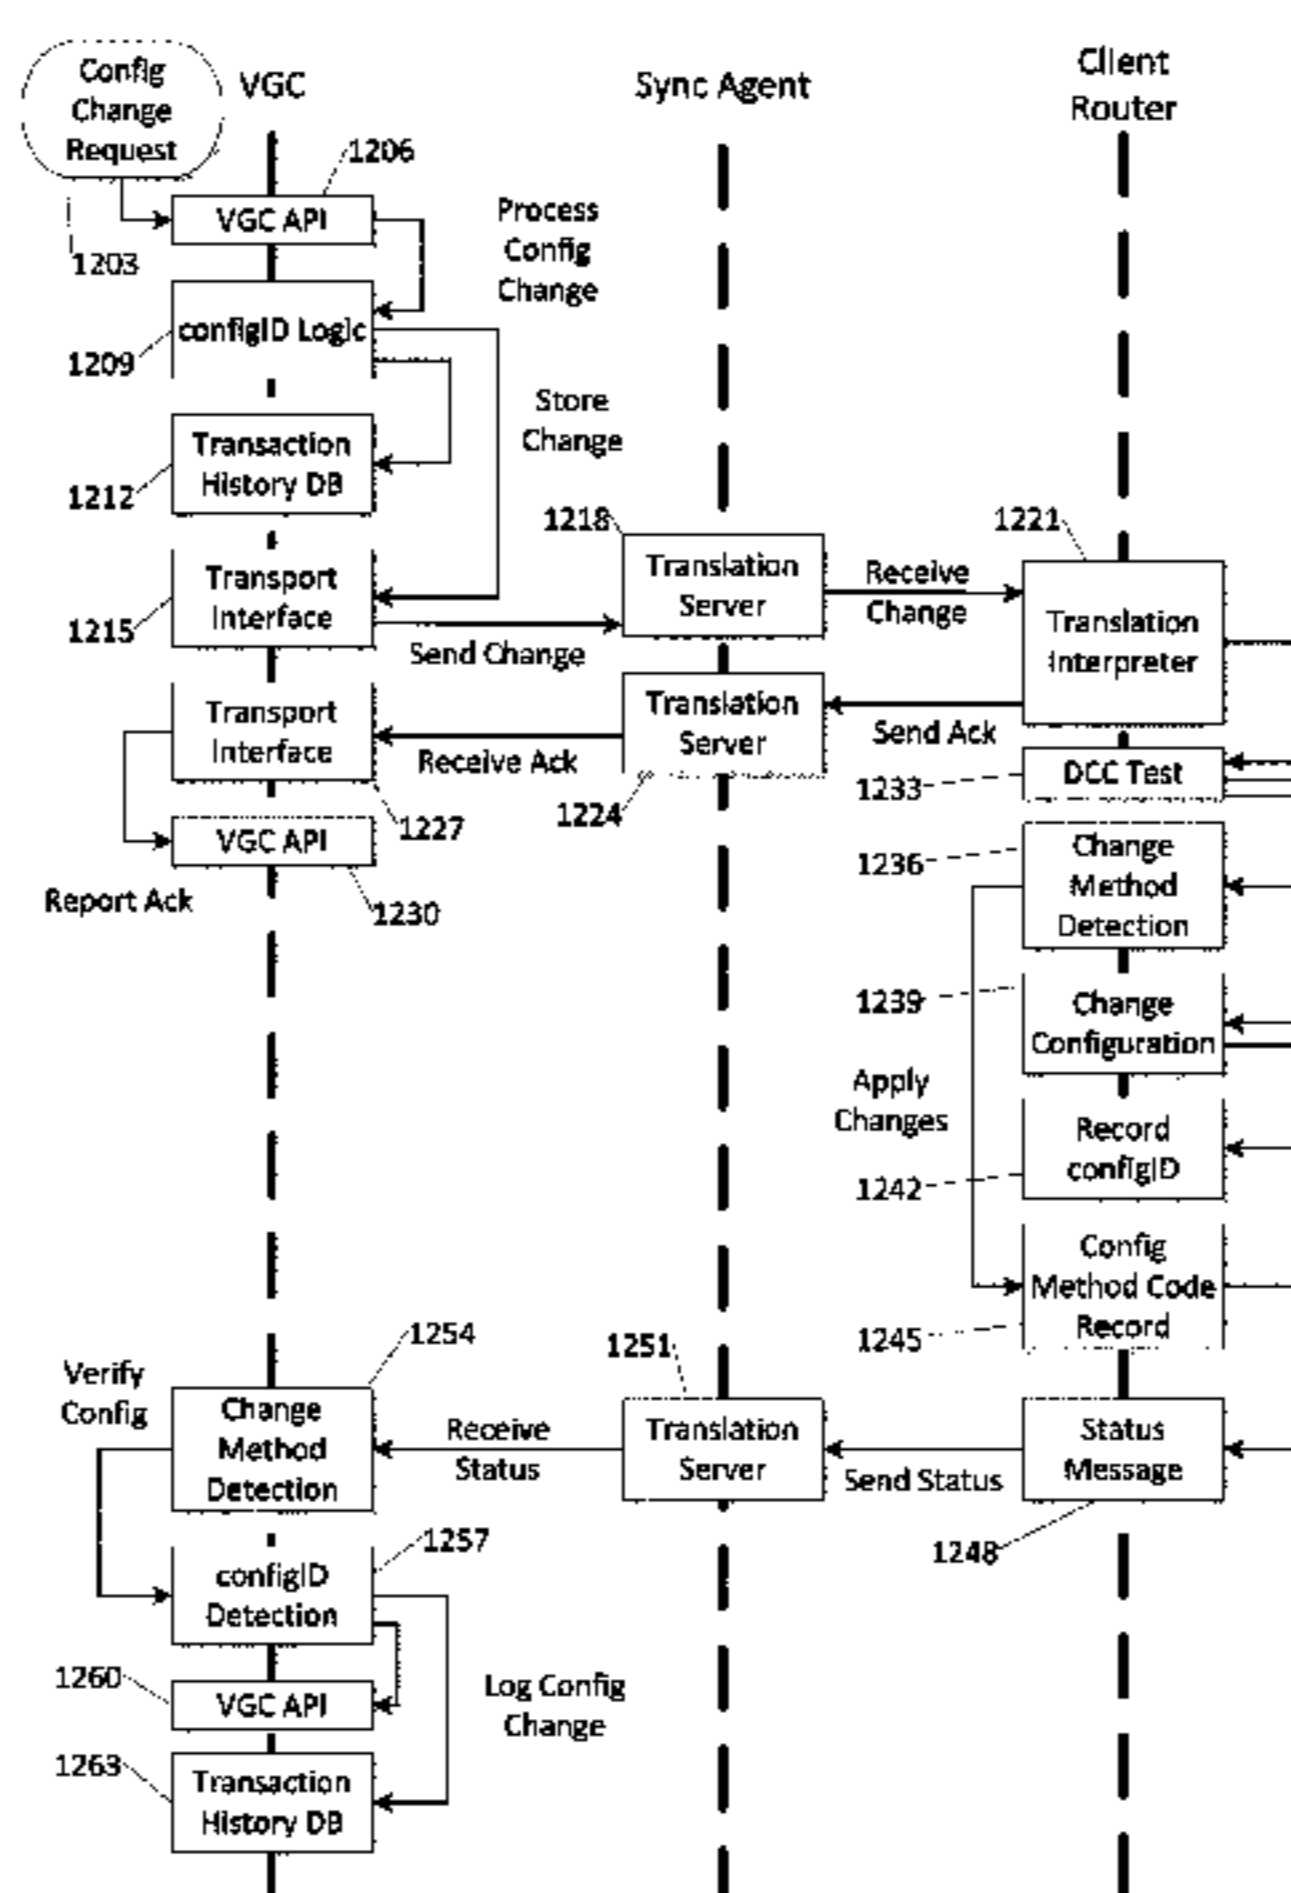 Config
Change
Request
VGC
Sync Agent
Client
Router
1206
VGC API
1203
Process
Config
Change
configID Logic
1209
Store
Change
Transaction
History DB
1212
1218
1221
Transport
Interface
1215
Send Change
Translation
Server
Receive
Change
Translation
Interpreter
Transport
Interface
Receive Ack
Translation
Server
Send Ack
1227
1224
1233
DCC Test
VGC API
Report Ack
1230
1236
Change
Method
Detection
1239
Change
Configuration
Apply
Changes
Record
configID
1242
Config
Method Code
Record
1245
1254
1251
Verify
Config
Change
Method
Detection
Receive
Status
Translation
Server
Send Status
Status
Message
1248
1257
configID
Detection
1260
VGC API
Log Config
Change
1263
Transaction
History DB